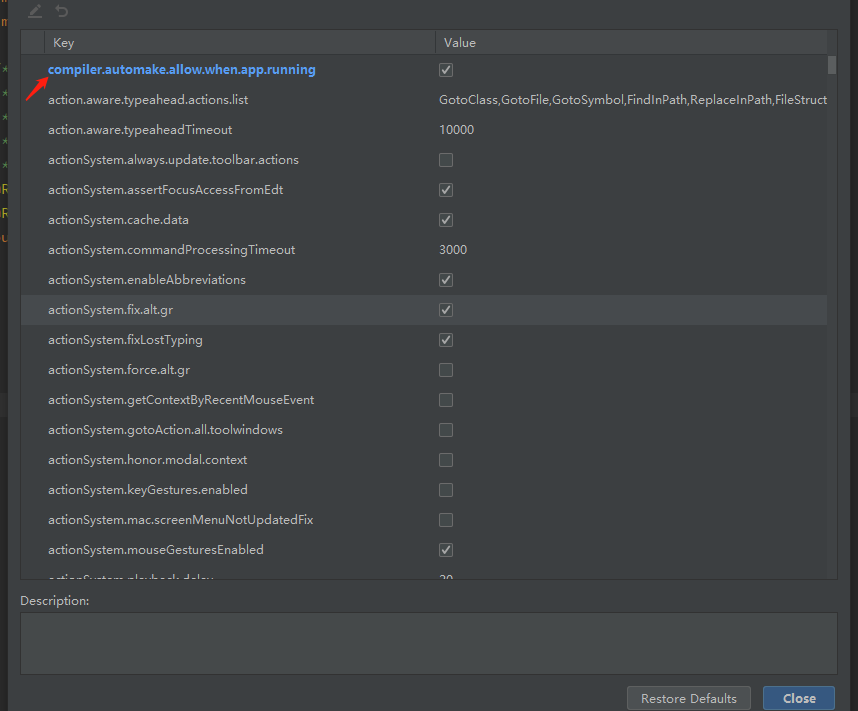 Key Value
compiler.automake.allow.when.app.running
action.aware.typeahead.actions.list GotoClass,GotoFile,GotoSymbol,FindInPath,ReplaceInPath,FileStruct
action.aware.typeaheadTimeout 10000
actionSystem.always.update.toolbar.actions
actionSystem.assertFocusAccessFromEdt
actionSystem.cache.data
actionSystem.commandProcessingTimeout 3000
actionSystem.enableAbbreviations
actionSystem.fix.alt.gr
actionSystem.fixLostTyping
actionSystem.force.alt.gr
actionSystem.getContextByRecentMouseEvent
actionSystem.gotoAction.all.toolwindows
actionSystem.honor.modal.context
actionSystem.keyGestures.enabled
actionSystem.mac.screenMenuNotUpdatedFix
actionSystem.mouseGesturesEnabled
Description:
Restore Defaults Close